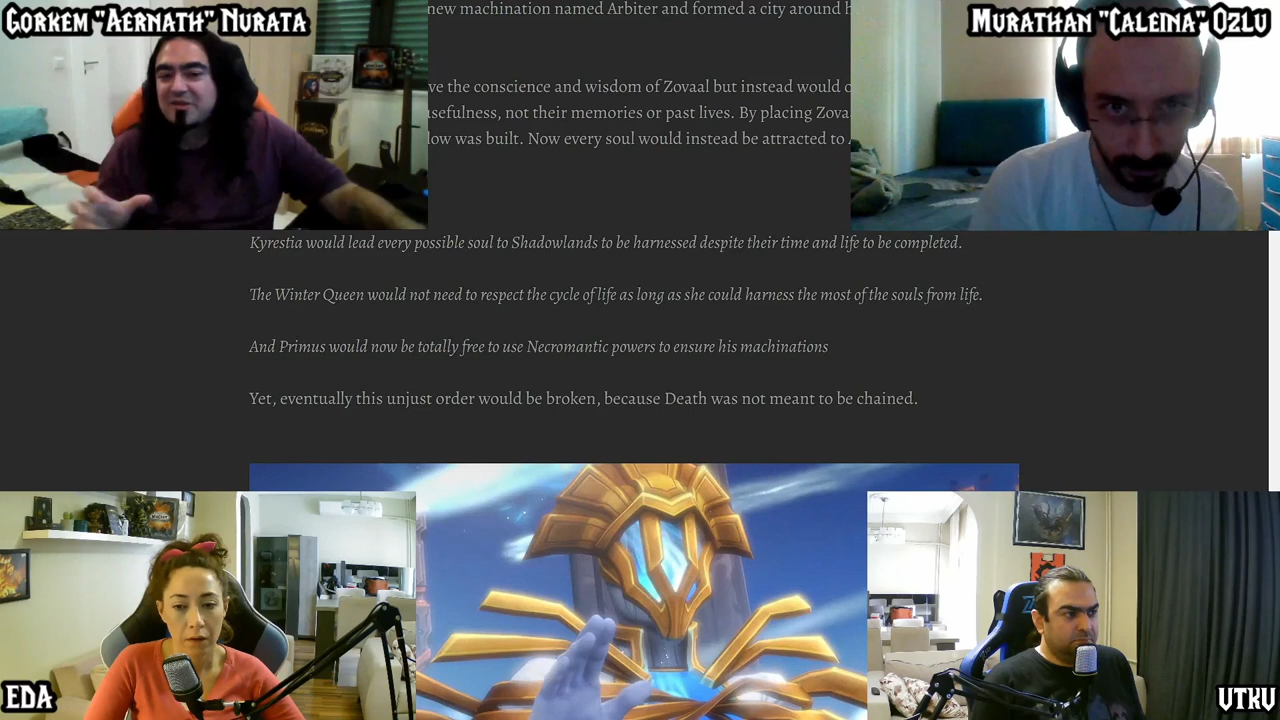 GORKEM "AERNATH" NURATA
MURATHAN "CALEINA" OZLU
new machination named Arbiter and formed a city around h
ve the conscience and wisdom of Zovaal but instead would
sefulness, not their memories or past lives. By placing Zova
low was built. Now every soul would instead be attracted to
Kyrestia would lead every possible soul to Shadowlands to be harnessed despite their time and life to be completed.
The Winter Queen would not need to respect the cycle of life as long as she could harness the most of the souls from life.
And Primus would now be totally free to use Necromantic powers to ensure his machinations
Yet, eventually this unjust order would be broken, because Death was not meant to be chained.
EDA
UTKU